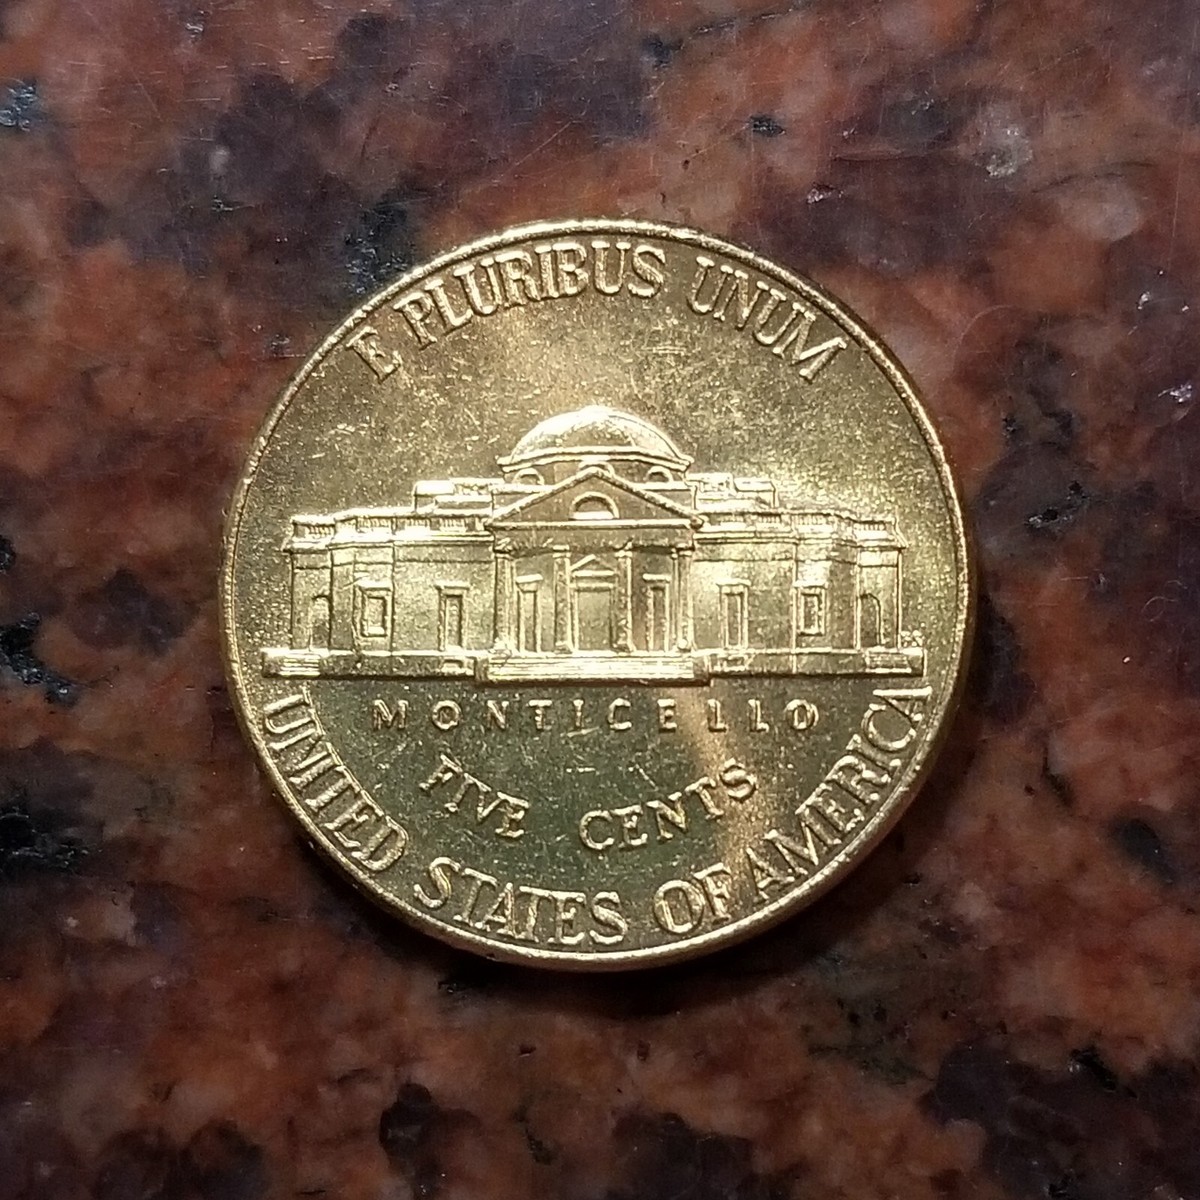 E PLURIBUS UNUM
MONTICELLO
FIVE CENTS
UNITED STATES OF AMERICA